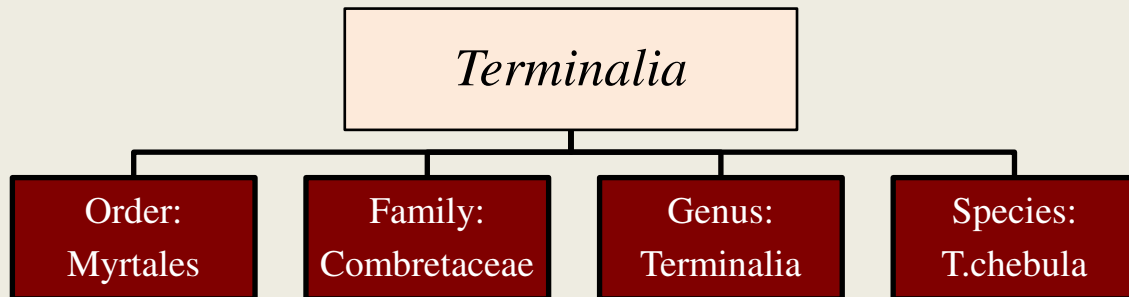 Terminalia
Order:
Myrtales
Family:
Combretaceae
Genus:
Terminalia
Species:
T.chebula